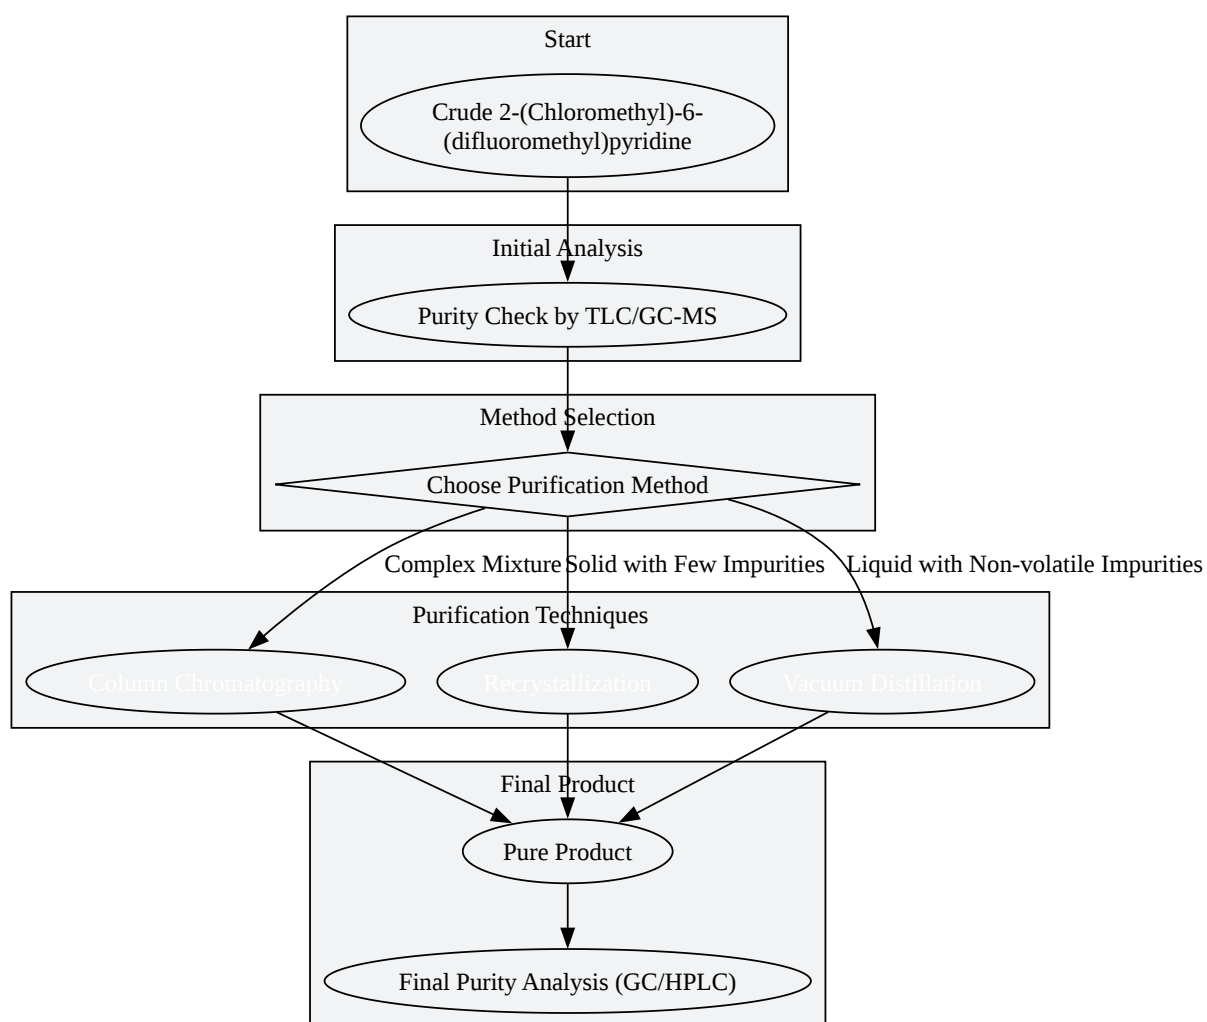 Start
Crude 2-(Chloromethyl)-6-
(difluoromethyl)pyridine
Initial Analysis
Purity Check by TLC/GC-MS
Method Selection
Choose Purification Method
Complex Mixture
Solid with Few Impurities
Liquid with Non-volatile Impurities
Purification Techniques
Column Chromatography
Recrystallization
Vacuum Distillation
Final Product
Pure Product
Final Purity Analysis (GC/HPLC)